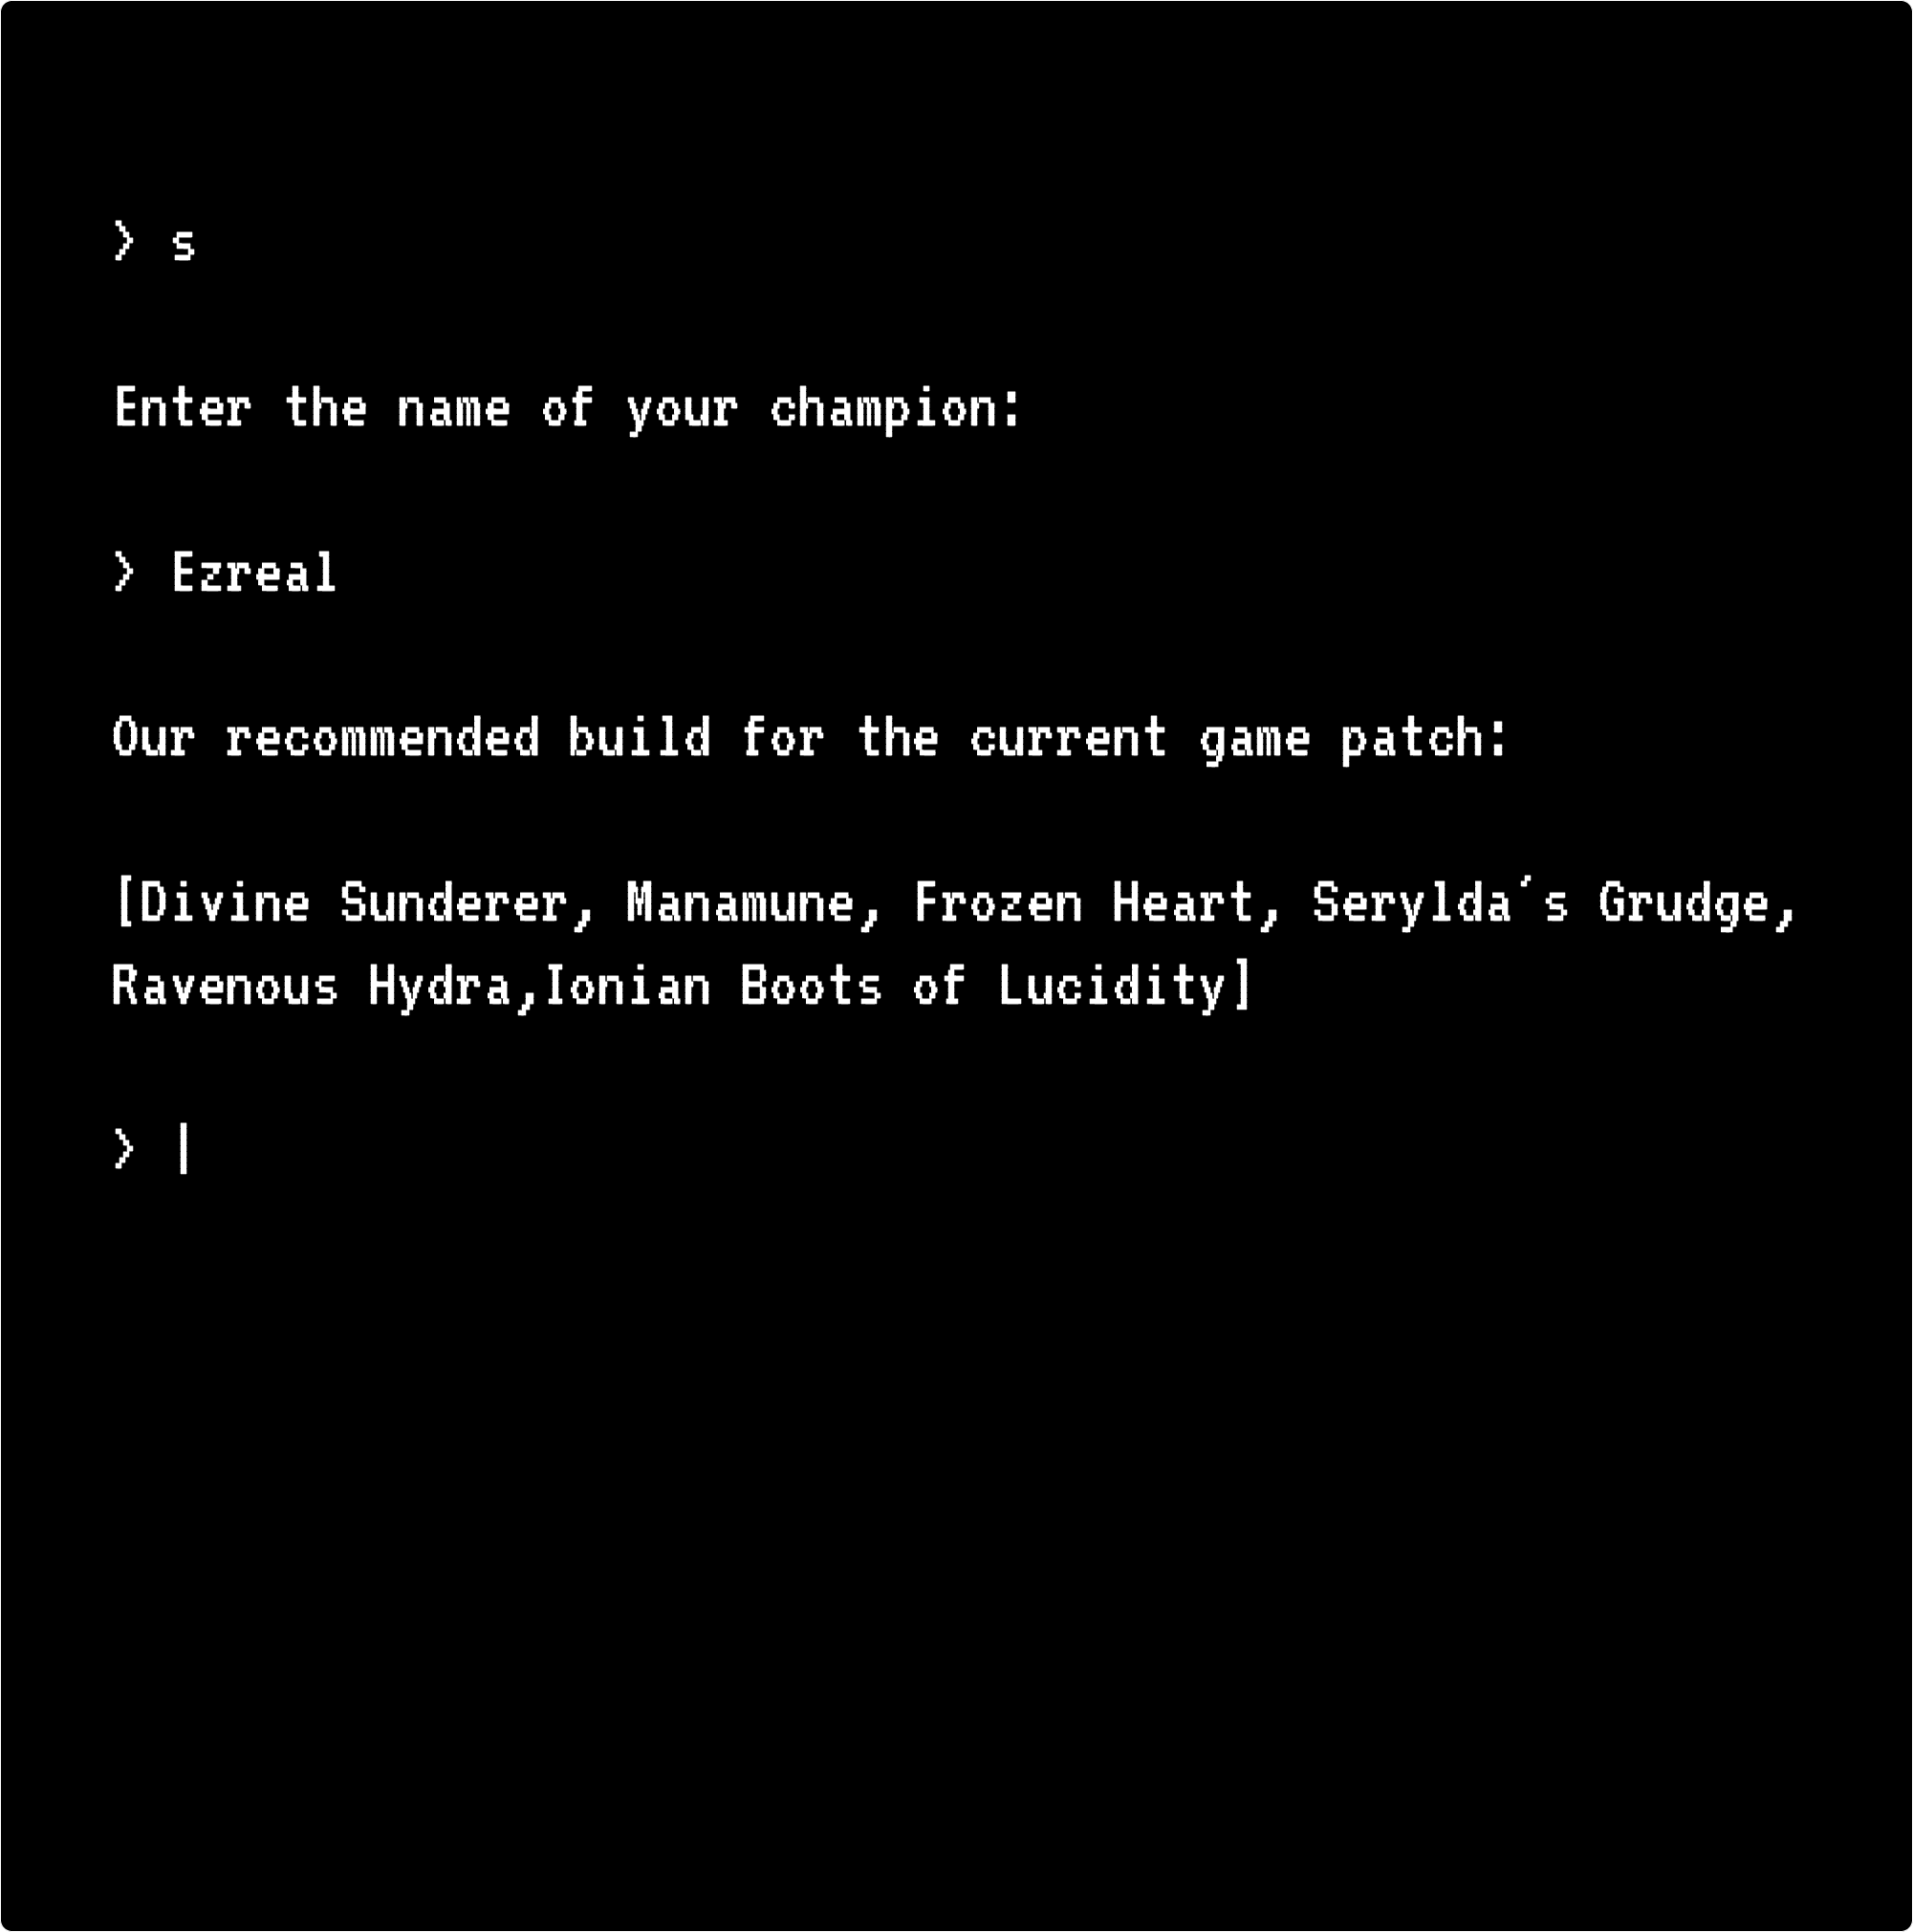 > s
Enter the name of your champion:
> Ezreal
Our recommended build for the current game patch:
[Divine Sunderer, Manamune, Frozen Heart, Serylda´s Grudge,
Ravenous Hydra,Ionian Boots of Lucidity]
> |